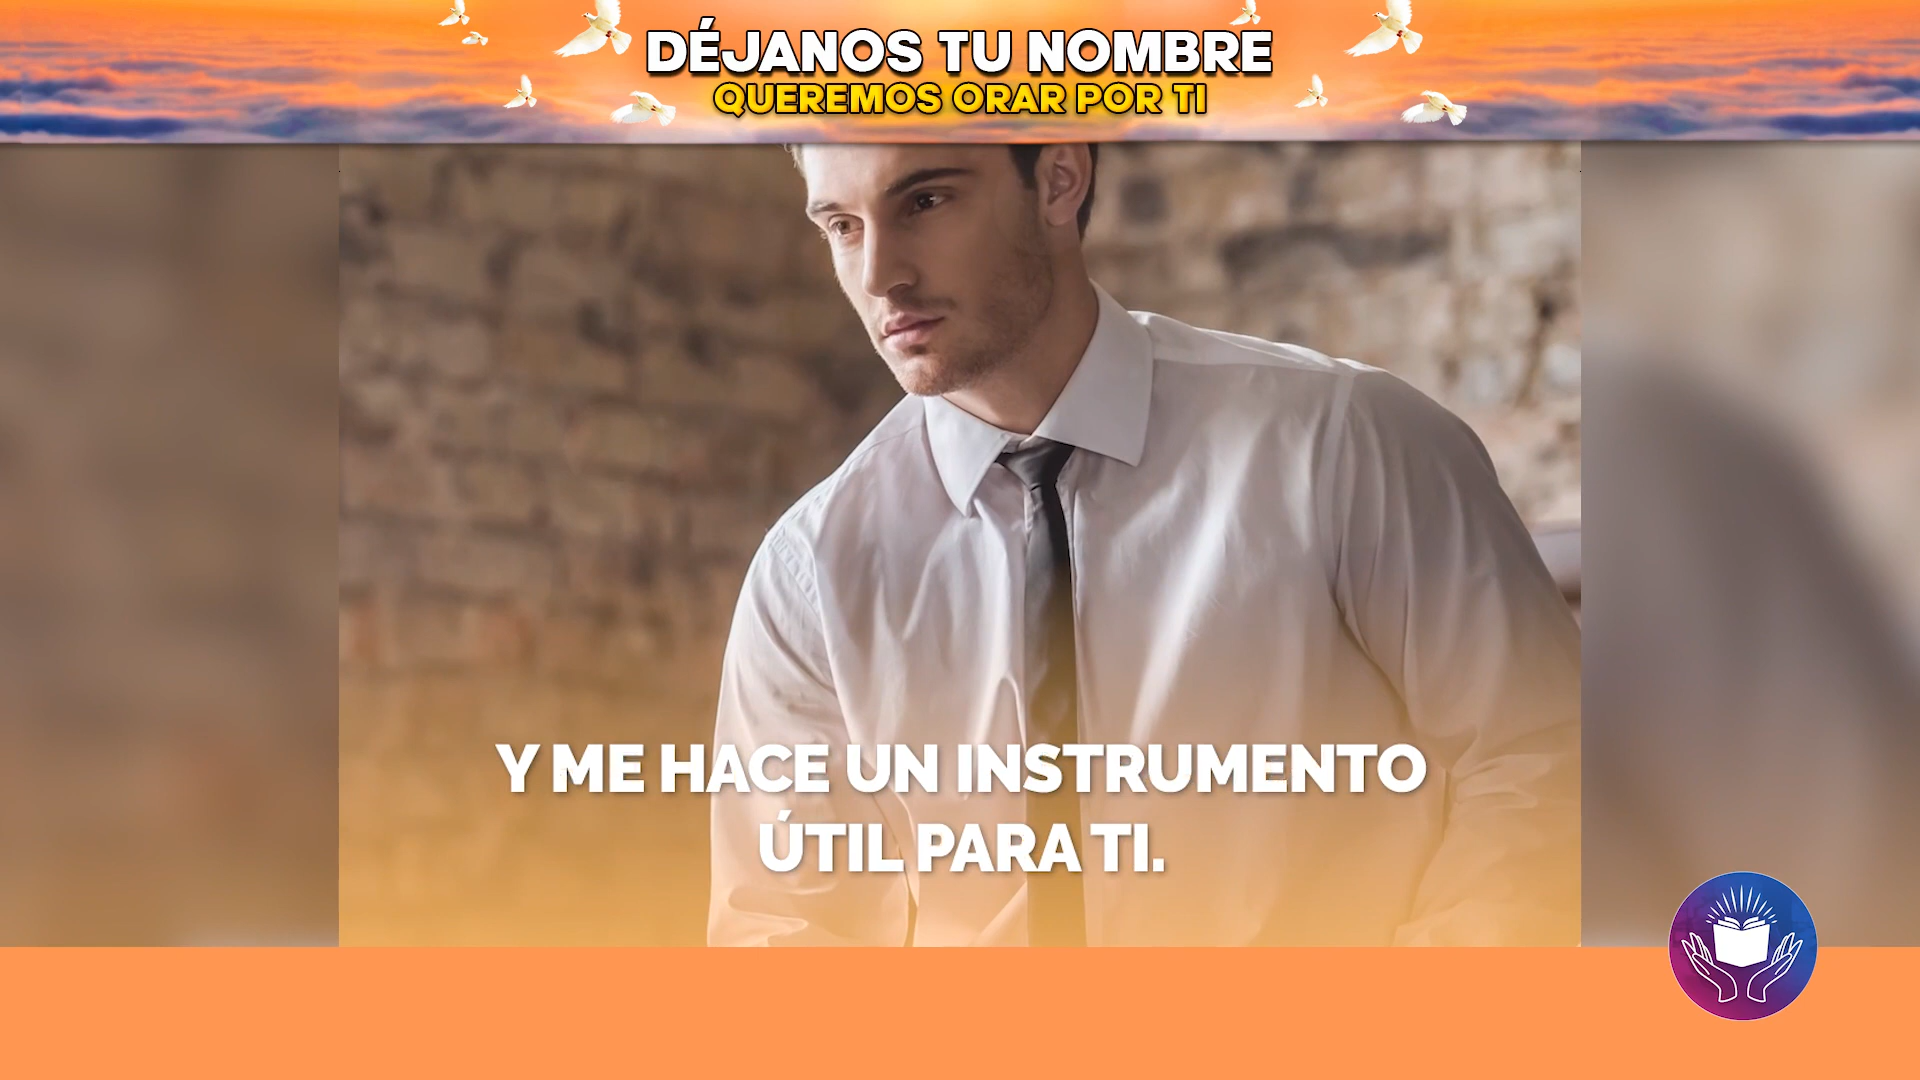 DÉJANOS TU NOMBRE
QUEREMOS ORAR POR TI
Y ME HACE UN INSTRUMENTO
ÚTIL PARA TI.